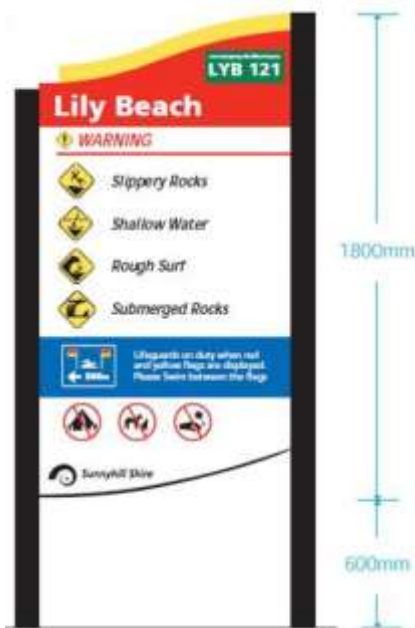 LYB 121
Lily Beach
WARNING
Slippery Rocks
Shallow Water
Rough Surf
Submerged Rocks
Lifeguards on duty when red
and yellow flags are displayed.
Please Swim between the flags
Sunnyhill Shire
1800mm
600mm